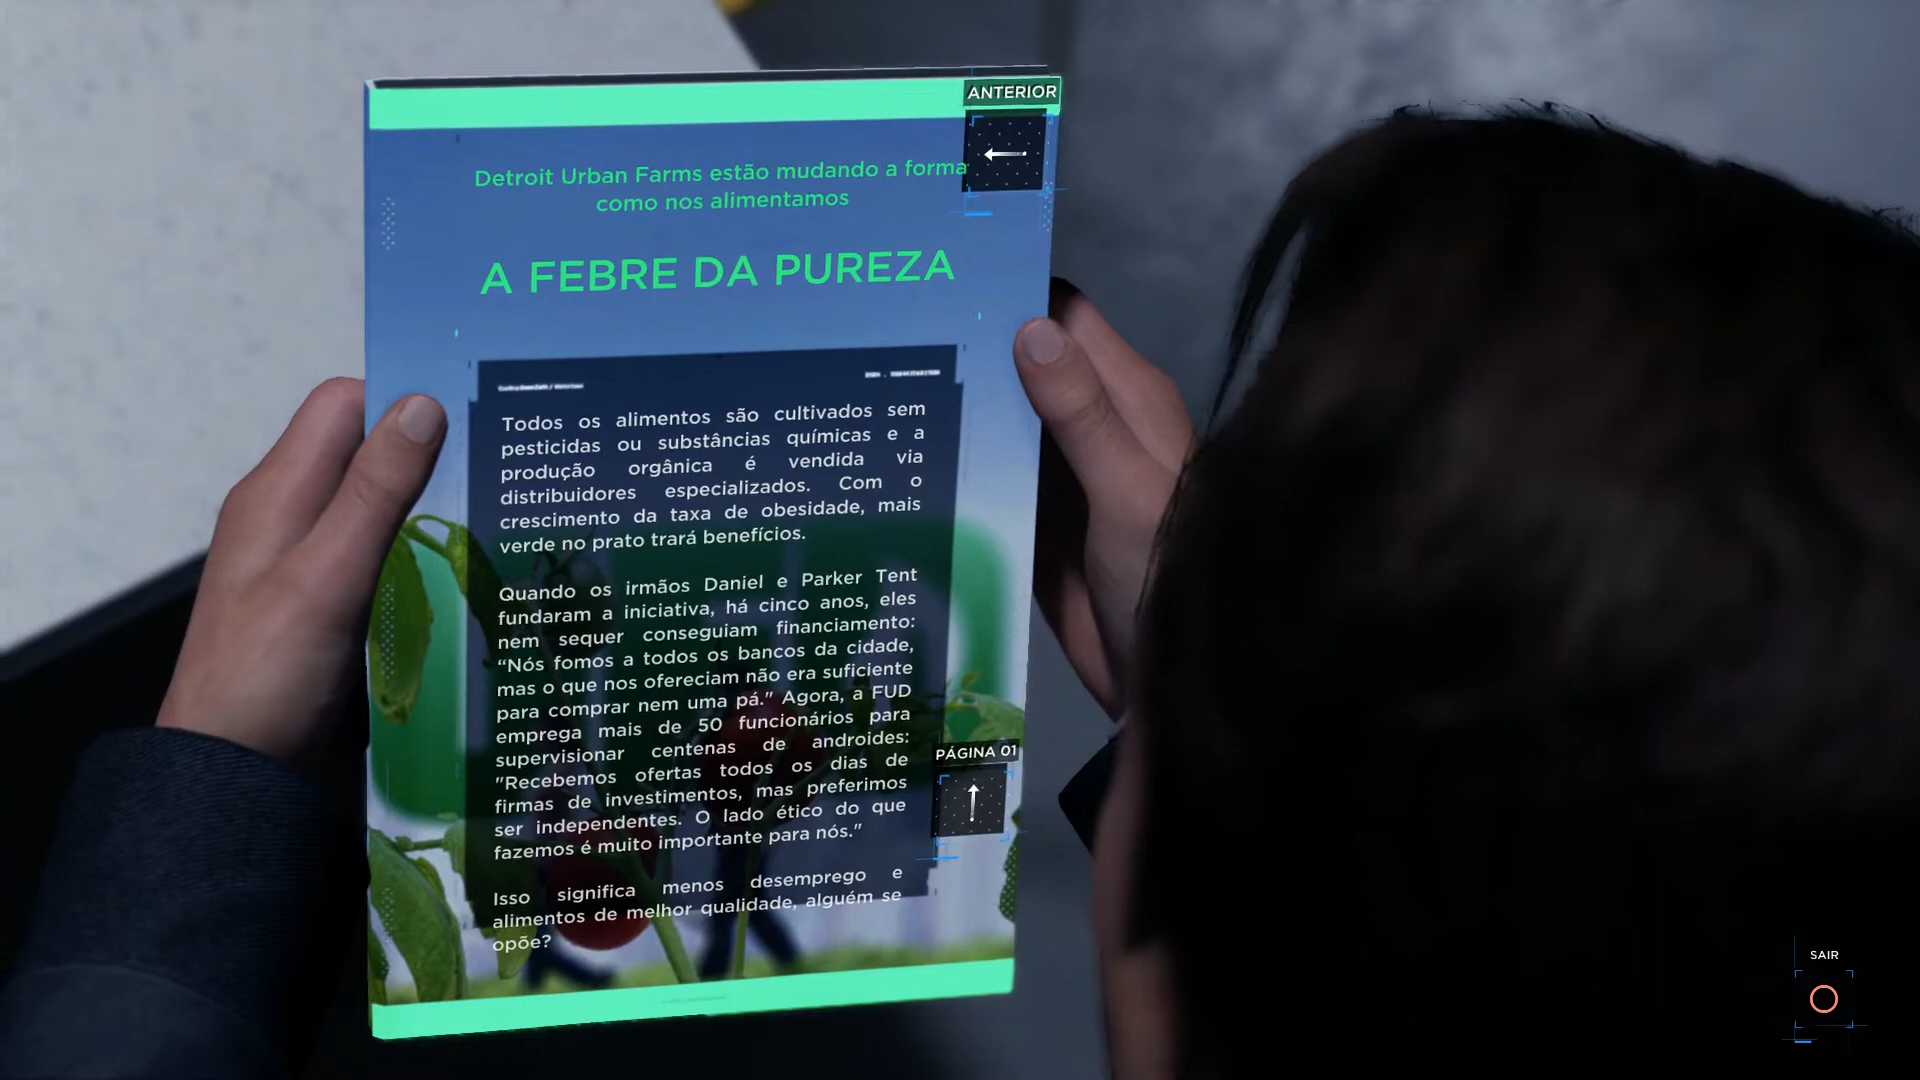 ANTERIOR
Detroit Urban Farms estão mudando a forma
como nos alimentamos
A FEBRE DA PUREZA
Todos os alimentos são cultivados sem
pesticidas ou substâncias químicas e a
produção orgânica é vendida via
distribuidores especializados. Com o
crescimento da taxa de obesidade, mais
verde no prato trará benefícios.
Quando os irmãos Daniel e Parker Tent
fundaram a iniciativa, há cinco anos, eles
nem sequer conseguiam financiamento:
“Nós fomos a todos os bancos da cidade,
mas o que nos ofereciam não era suficiente
para comprar nem uma pá." Agora, a FUD
emprega mais de 50 funcionários para
supervisionar centenas de androides:
"Recebemos ofertas todos os dias de
firmas de investimentos, mas preferimos
ser independentes. O lado ético do que
fazemos é muito importante para nós."
Isso significa menos desemprego e
alimentos de melhor qualidade, alguém se
opõe?
PÁGINA 01
SAIR